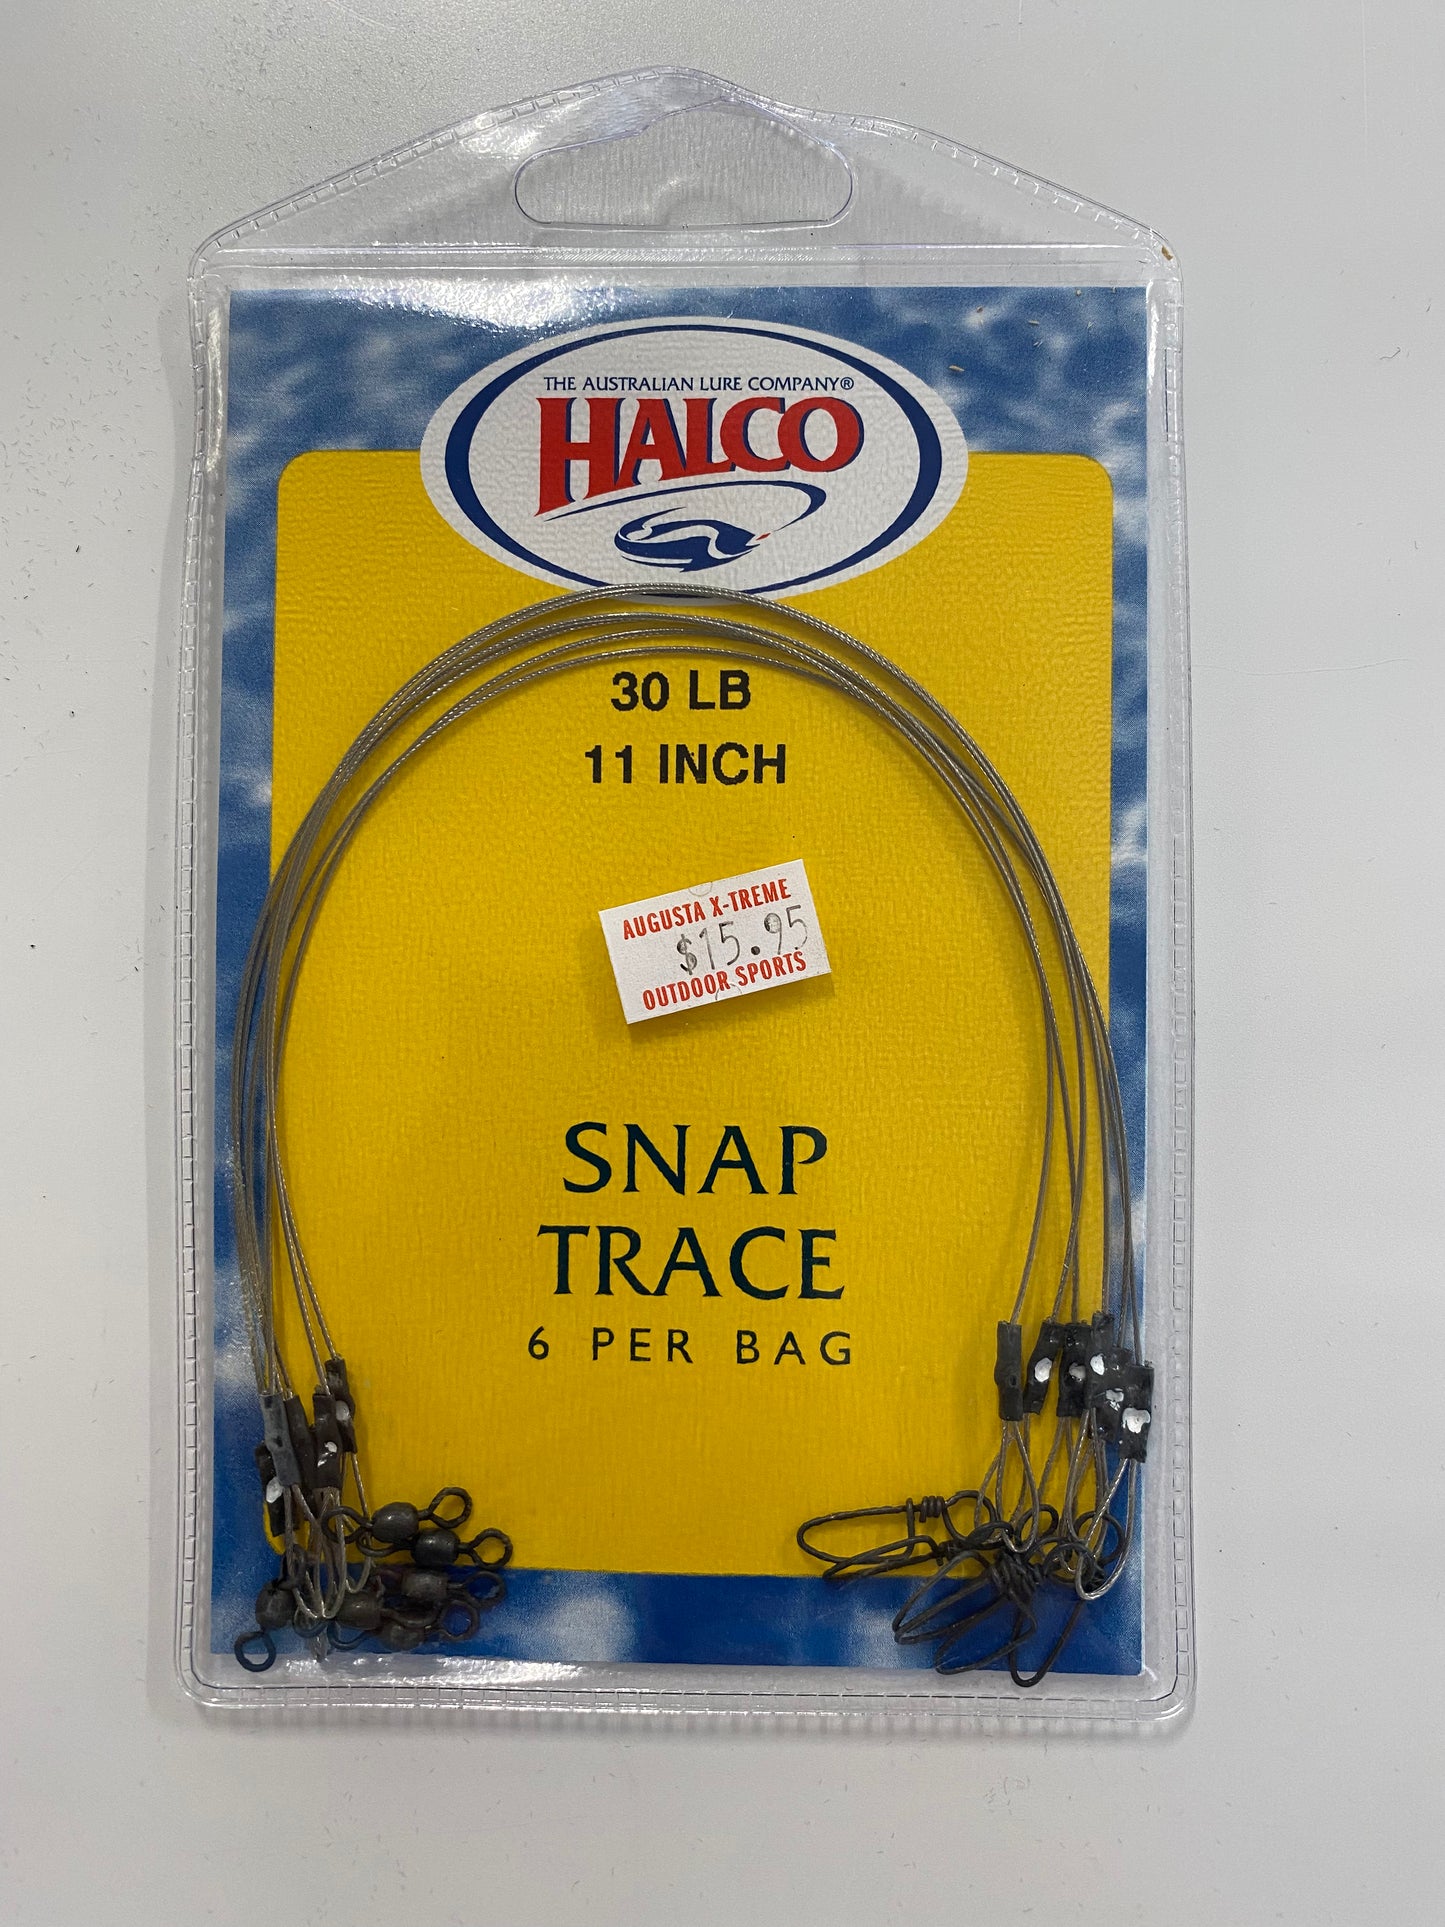 THE AUSTRALIAN LURE COMPANY®
HALCO
30 LB
11 INCH
AUGUSTA X-TREME
$15.95
OUTDOOR SPORTS
SNAP
TRACE
6 PER BAG